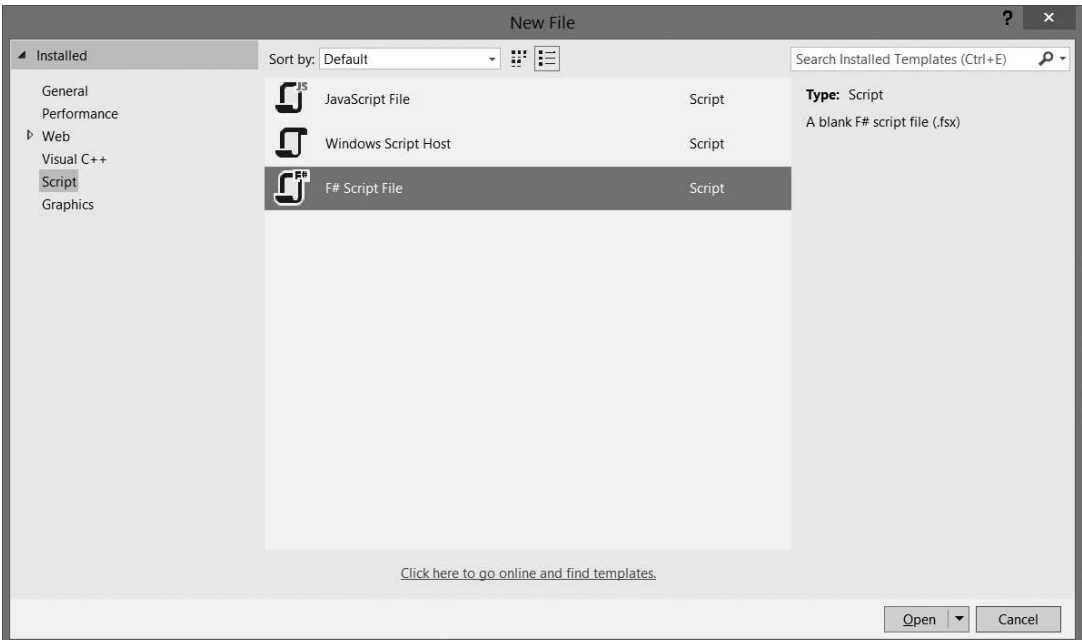 New File
? ×
Installed
General
Performance
Web
Visual C++
Script
Graphics
Sort by: Default
JS JavaScript File Script
Windows Script Host Script
F# F# Script File Script
Click here to go online and find templates.
Search Installed Templates (Ctrl+E)
Type: Script
A blank F# script file (.fsx)
Open Cancel